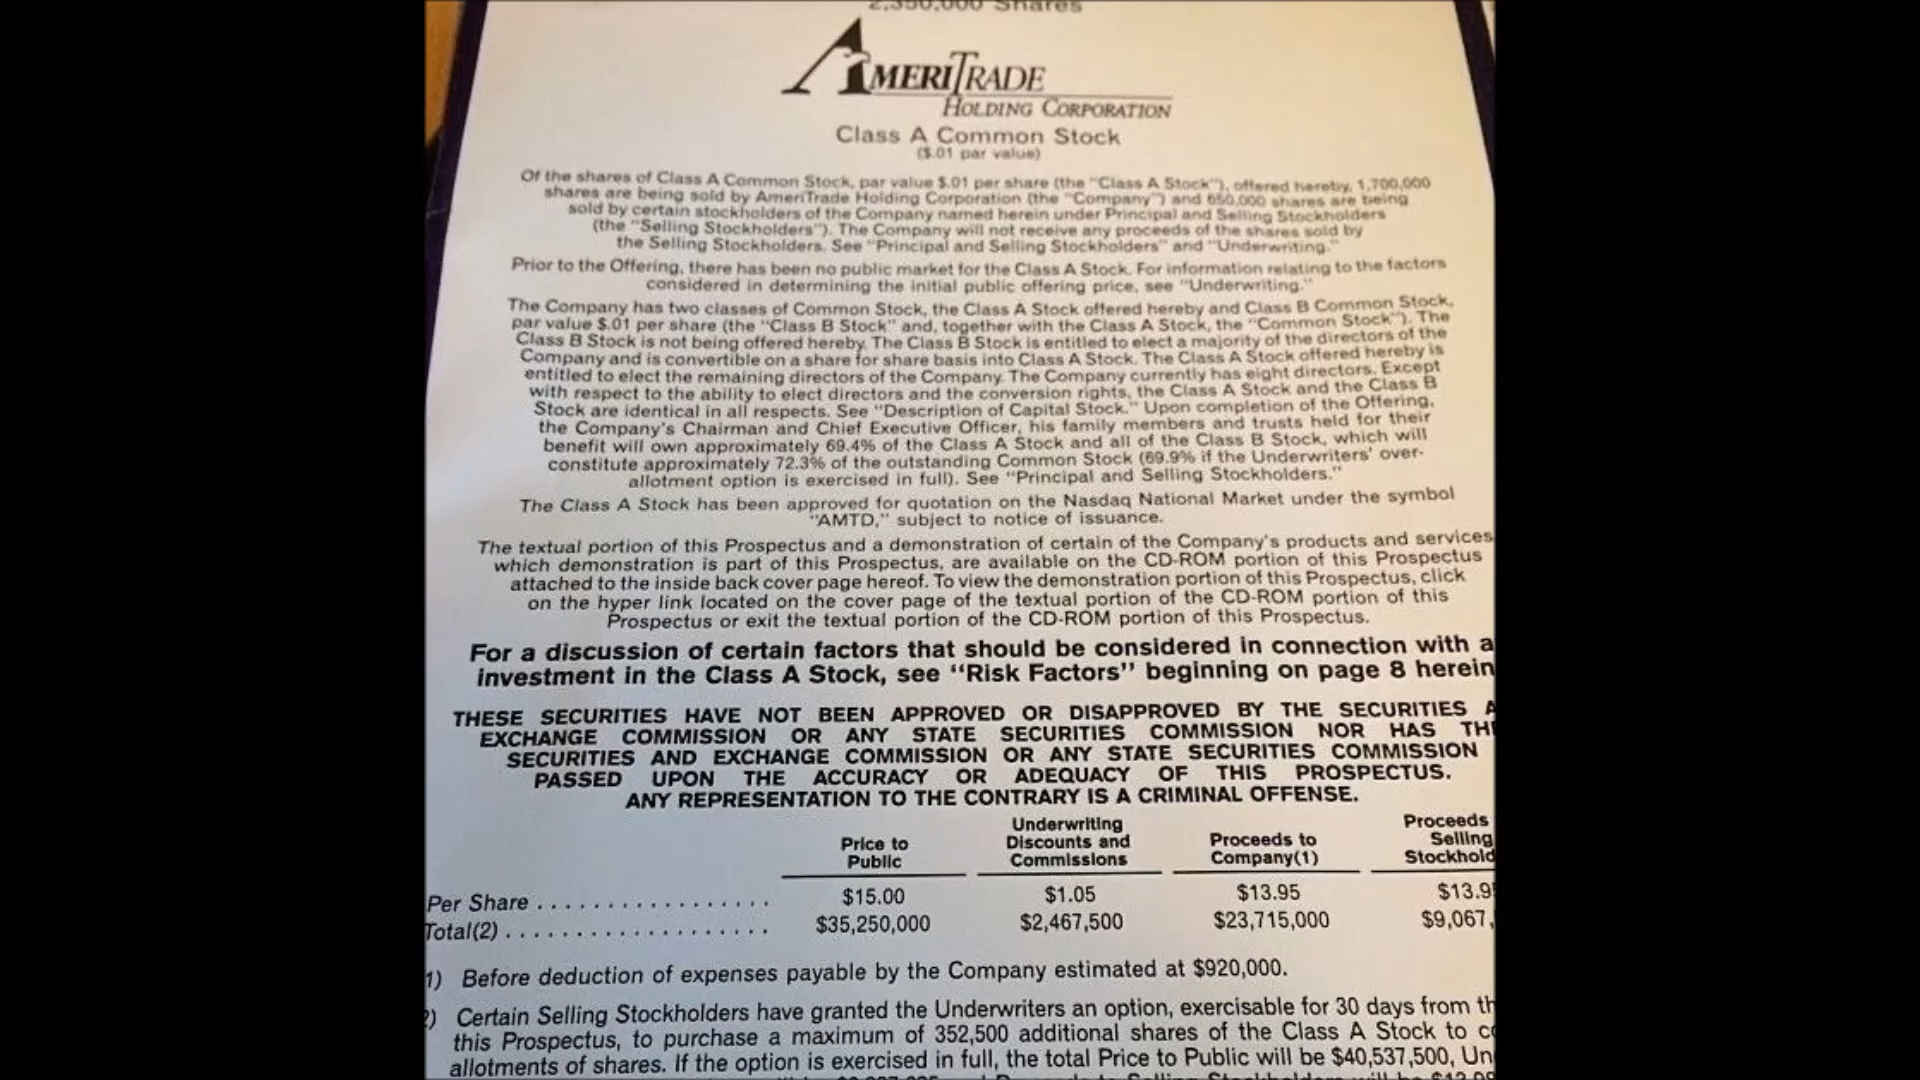 2,350,000 Shares
AMERITRADE
HOLDING CORPORATION
Class A Common Stock
($.01 par value)
Of the shares of Class A Common Stock, par value $.01 per share (the "Class A Stock"), offered hereby, 1,700,000
shares are being sold by AmeriTrade Holding Corporation (the "Company") and 650,000 shares are being
sold by certain stockholders of the Company named herein under Principal and Selling Stockholders
(the "Selling Stockholders"). The Company will not receive any proceeds of the shares sold by
the Selling Stockholders. See "Principal and Selling Stockholders" and "Underwriting."
Prior to the Offering, there has been no public market for the Class A Stock. For information relating to the factors
considered in determining the initial public offering price, see "Underwriting."
The Company has two classes of Common Stock, the Class A Stock offered hereby and Class B Common Stock,
par value $.01 per share (the "Class B Stock" and, together with the Class A Stock, the "Common Stock"). The
Class B Stock is not being offered hereby. The Class B Stock is entitled to elect a majority of the directors of the
Company and is convertible on a share for share basis into Class A Stock. The Class A Stock offered hereby is
entitled to elect the remaining directors of the Company. The Company currently has eight directors. Except
with respect to the ability to elect directors and the conversion rights, the Class A Stock and the Class B
Stock are identical in all respects. See "Description of Capital Stock." Upon completion of the Offering,
the Company's Chairman and Chief Executive Officer, his family members and trusts held for their
benefit will own approximately 69.4% of the Class A Stock and all of the Class B Stock, which will
constitute approximately 72.3% of the outstanding Common Stock (69.9% if the Underwriters' over-
allotment option is exercised in full). See "Principal and Selling Stockholders."
The Class A Stock has been approved for quotation on the Nasdaq National Market under the symbol
"AMTD," subject to notice of issuance.
The textual portion of this Prospectus and a demonstration of certain of the Company's products and services
which demonstration is part of this Prospectus, are available on the CD-ROM portion of this Prospectus
attached to the inside back cover page hereof. To view the demonstration portion of this Prospectus, click
on the hyper link located on the cover page of the textual portion of the CD-ROM portion of this
Prospectus or exit the textual portion of the CD-ROM portion of this Prospectus.
For a discussion of certain factors that should be considered in connection with a
investment in the Class A Stock, see "Risk Factors" beginning on page 8 herein
THESE SECURITIES HAVE NOT BEEN APPROVED OR DISAPPROVED BY THE SECURITIES A
EXCHANGE COMMISSION OR ANY STATE SECURITIES COMMISSION NOR HAS TH
SECURITIES AND EXCHANGE COMMISSION OR ANY STATE SECURITIES COMMISSION
PASSED UPON THE ACCURACY OR ADEQUACY OF THIS PROSPECTUS.
ANY REPRESENTATION TO THE CONTRARY IS A CRIMINAL OFFENSE.
Price to Public Underwriting Discounts and Commissions Proceeds to Company(1) Proceeds Selling Stockhold
Per Share . . . . . . . . . . . . . . . . . $15.00 $1.05 $13.95 $13.9
Total(2) . . . . . . . . . . . . . . . . . . . $35,250,000 $2,467,500 $23,715,000 $9,067,
1) Before deduction of expenses payable by the Company estimated at $920,000.
2) Certain Selling Stockholders have granted the Underwriters an option, exercisable for 30 days from th
this Prospectus, to purchase a maximum of 352,500 additional shares of the Class A Stock to co
allotments of shares. If the option is exercised in full, the total Price to Public will be $40,537,500, Un